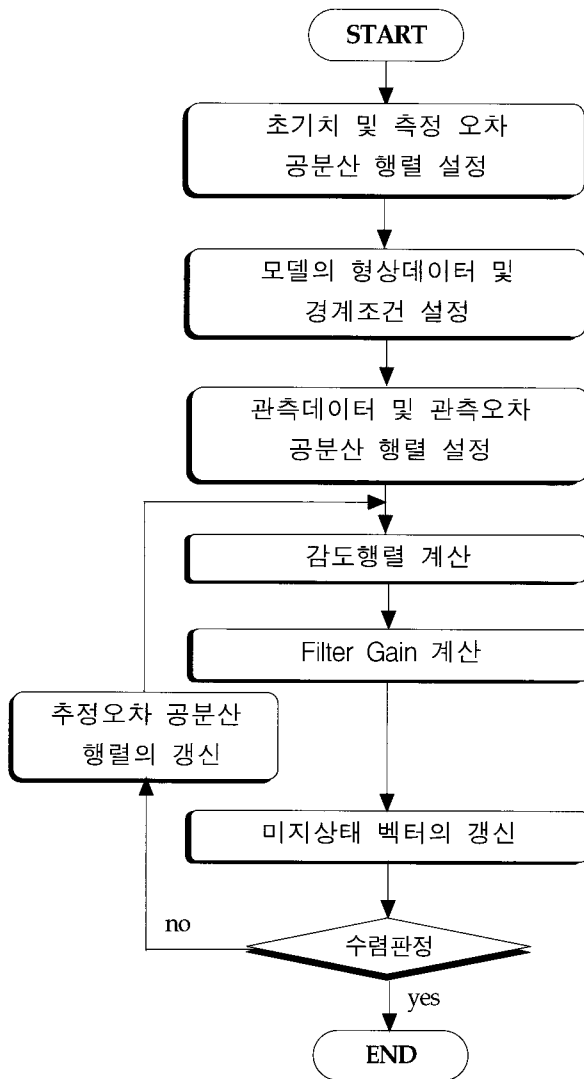 START
초기치 및 측정 오차
공분산 행렬 설정
모델의 형상데이터 및
경계조건 설정
관측데이터 및 관측오차
공분산 행렬 설정
감도행렬 계산
Filter Gain 계산
추정오차 공분산
행렬의 갱신
미지상태 벡터의 갱신
수렴판정
no
yes
END